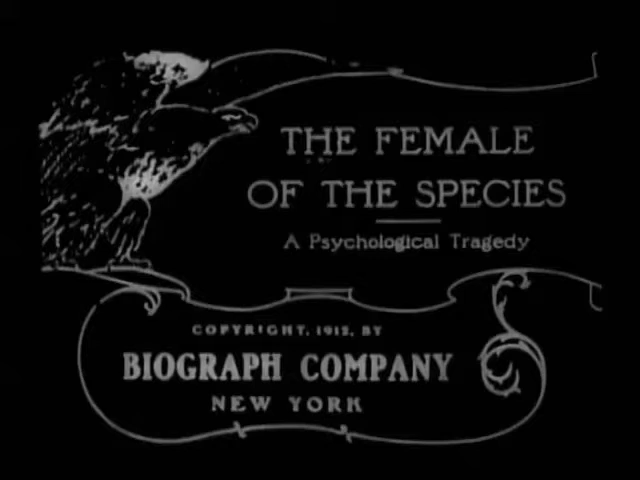 THE FEMALE
OF THE SPECIES
A Psychological Tragedy
COPYRIGHT, 1912, BY
BIOGRAPH COMPANY
NEW YORK